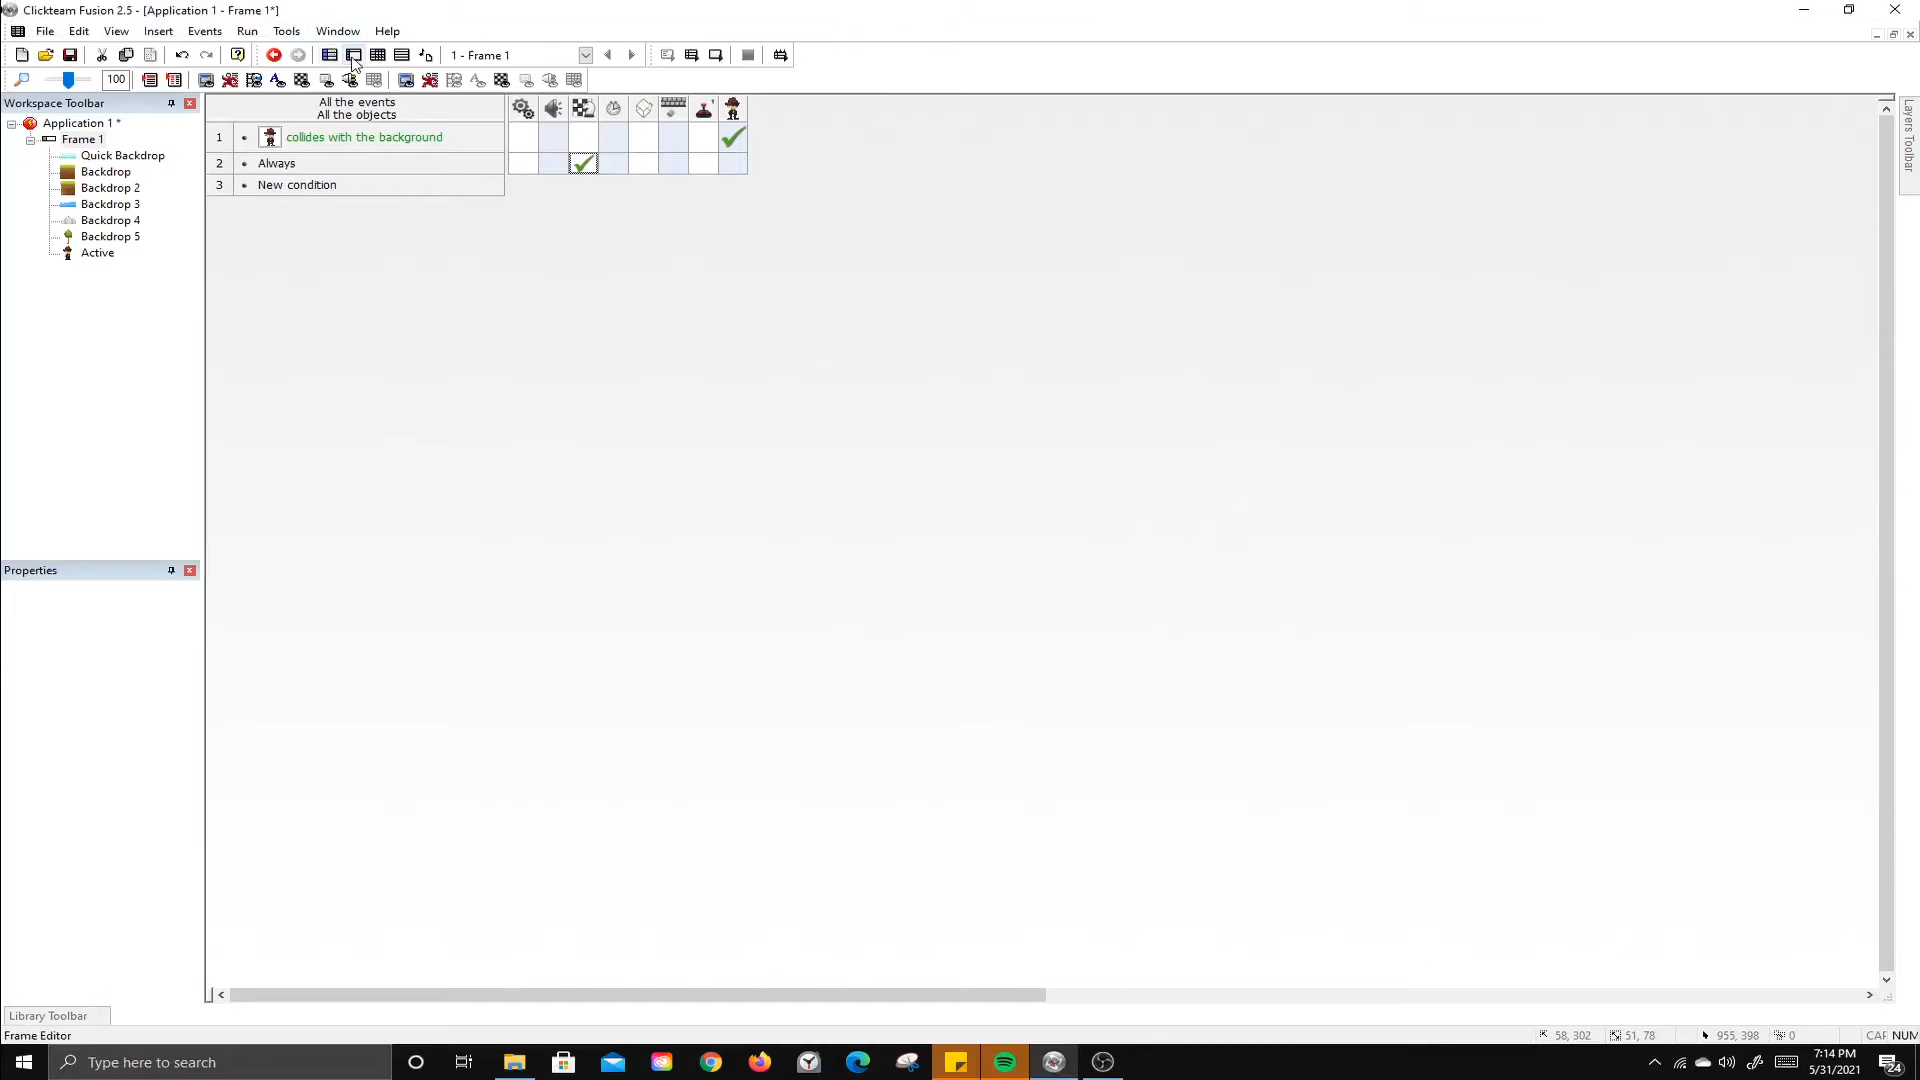 Clickteam Fusion 2.5 - [Application 1 - Frame 1*]
File Edit View Insert Events Run Tools Window Help
1 - Frame 1
100
Workspace Toolbar
Application 1 *
Frame 1
Quick Backdrop
Backdrop
Backdrop 2
Backdrop 3
Backdrop 4
Backdrop 5
Active
Properties
Library Toolbar
All the events
All the objects
1 • collides with the background
2 • Always
3 • New condition
Layers Toolbar
Frame Editor
58, 302 51, 78 955, 398 0 CAP NUM
Type here to search
7:14 PM
5/31/2021
24